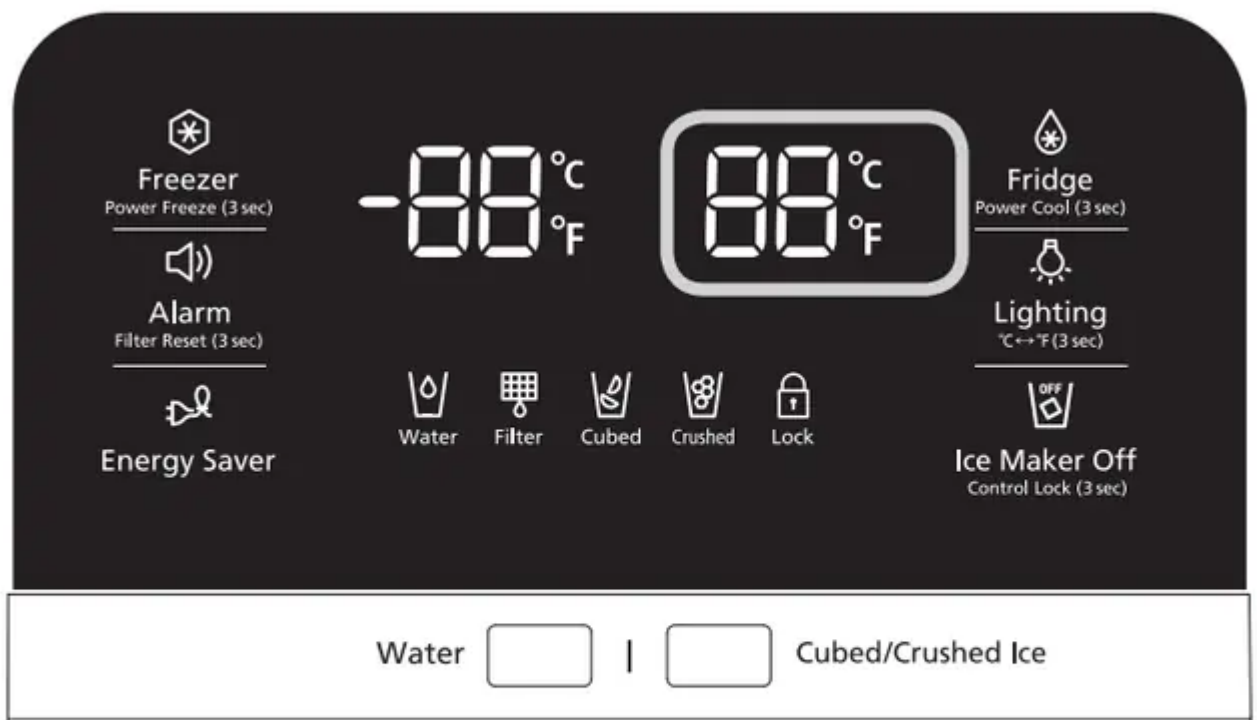 Freezer
Power Freeze (3 sec)
Alarm
Filter Reset (3 sec)
Energy Saver
-88 °C
°F
88 °C
°F
Water
Filter
Cubed
Crushed
Lock
Fridge
Power Cool (3 sec)
Lighting
℃↔℉(3 sec)
OFF
Ice Maker Off
Control Lock (3 sec)
Water | Cubed/Crushed Ice